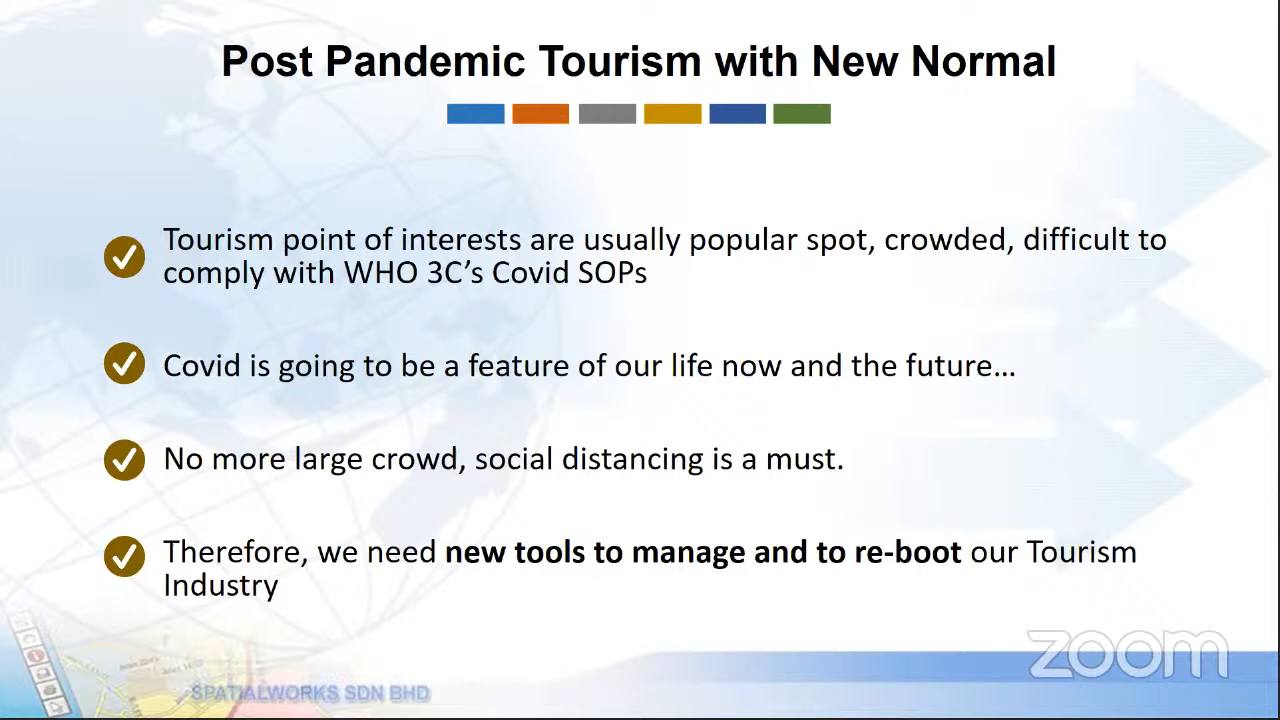 Post Pandemic Tourism with New Normal
Tourism point of interests are usually popular spot, crowded, difficult to
comply with WHO 3C’s Covid SOPs
Covid is going to be a feature of our life now and the future…
No more large crowd, social distancing is a must.
Therefore, we need new tools to manage and to re-boot our Tourism
Industry
zoom
SPATIALWORKS SDN BHD